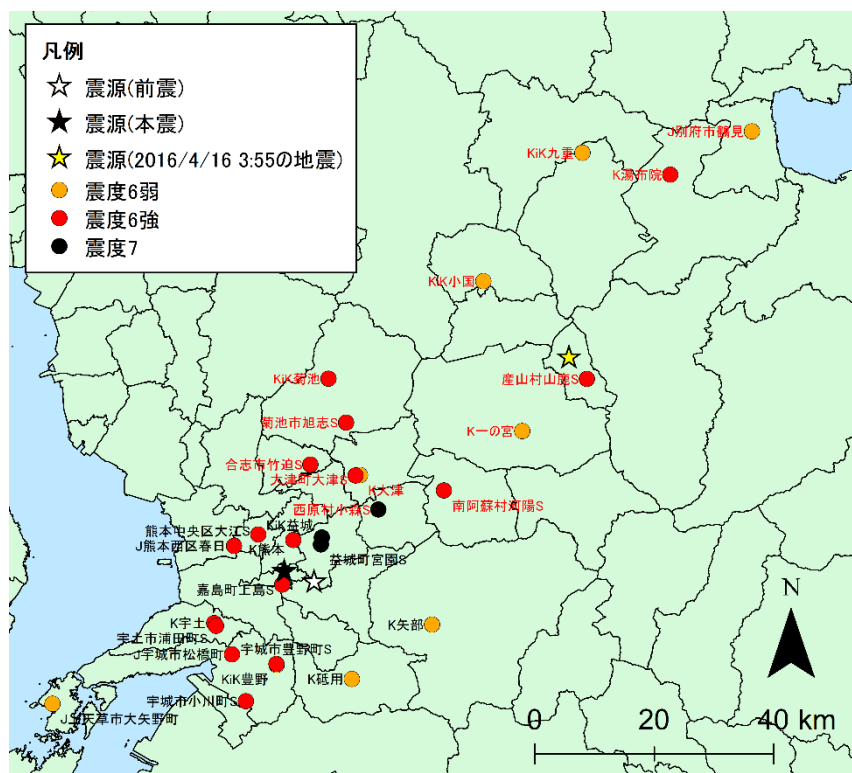 凡例
震源(前震)
震源(本震)
震源(2016/4/16 3:55の地震)
震度6弱
震度6強
震度7
J別府市鶴見
KiK九重
K湯布院
KiK小国
産山村山鹿S
KiK菊池
菊池市旭志S
K一の宮
合志市竹迫S
大津町大津S
K大津
南阿蘇村河陽S
西原村小森S
KiK益城
熊本中央区大江S
J熊本西区春日
K熊本
益城町宮園S
嘉島町上島S
K宇土
宇土市浦田町S
K矢部
宇城市豊野町S
J宇城市松橋町
KiK豊野
K砥用
宇城市小川町S
J上天草市大矢野町
N
0 20 40 km